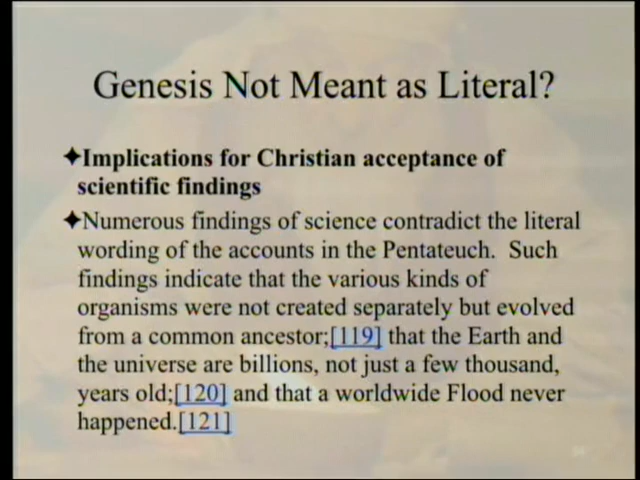 Genesis Not Meant as Literal?
✦Implications for Christian acceptance of
scientific findings
✦Numerous findings of science contradict the literal
wording of the accounts in the Pentateuch. Such
findings indicate that the various kinds of
organisms were not created separately but evolved
from a common ancestor;[119] that the Earth and
the universe are billions, not just a few thousand,
years old;[120] and that a worldwide Flood never
happened.[121]